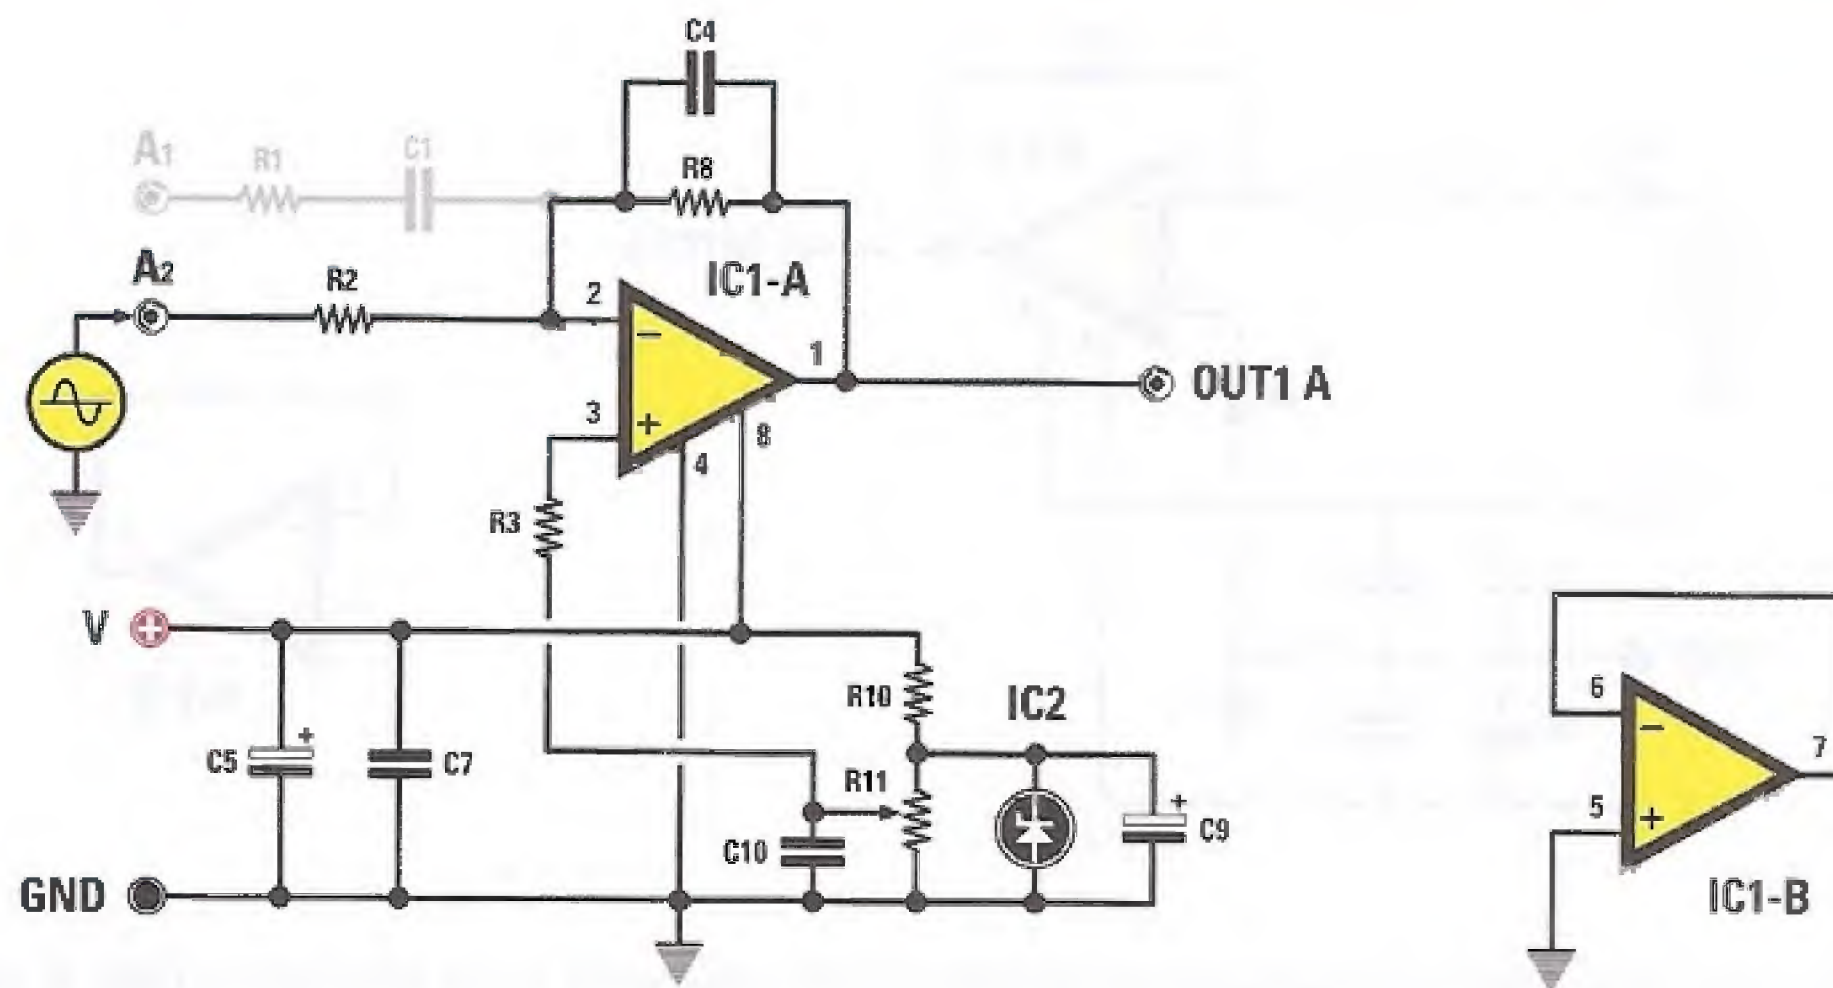 C4
A1
R1
C1
R8
A2
R2
IC1-A
2
−
1
OUT1 A
3
+
8
4
R3
V
+
R10
IC2
6
−
7
C5
+
C7
R11
5
+
C10
+
C9
GND
IC1-B